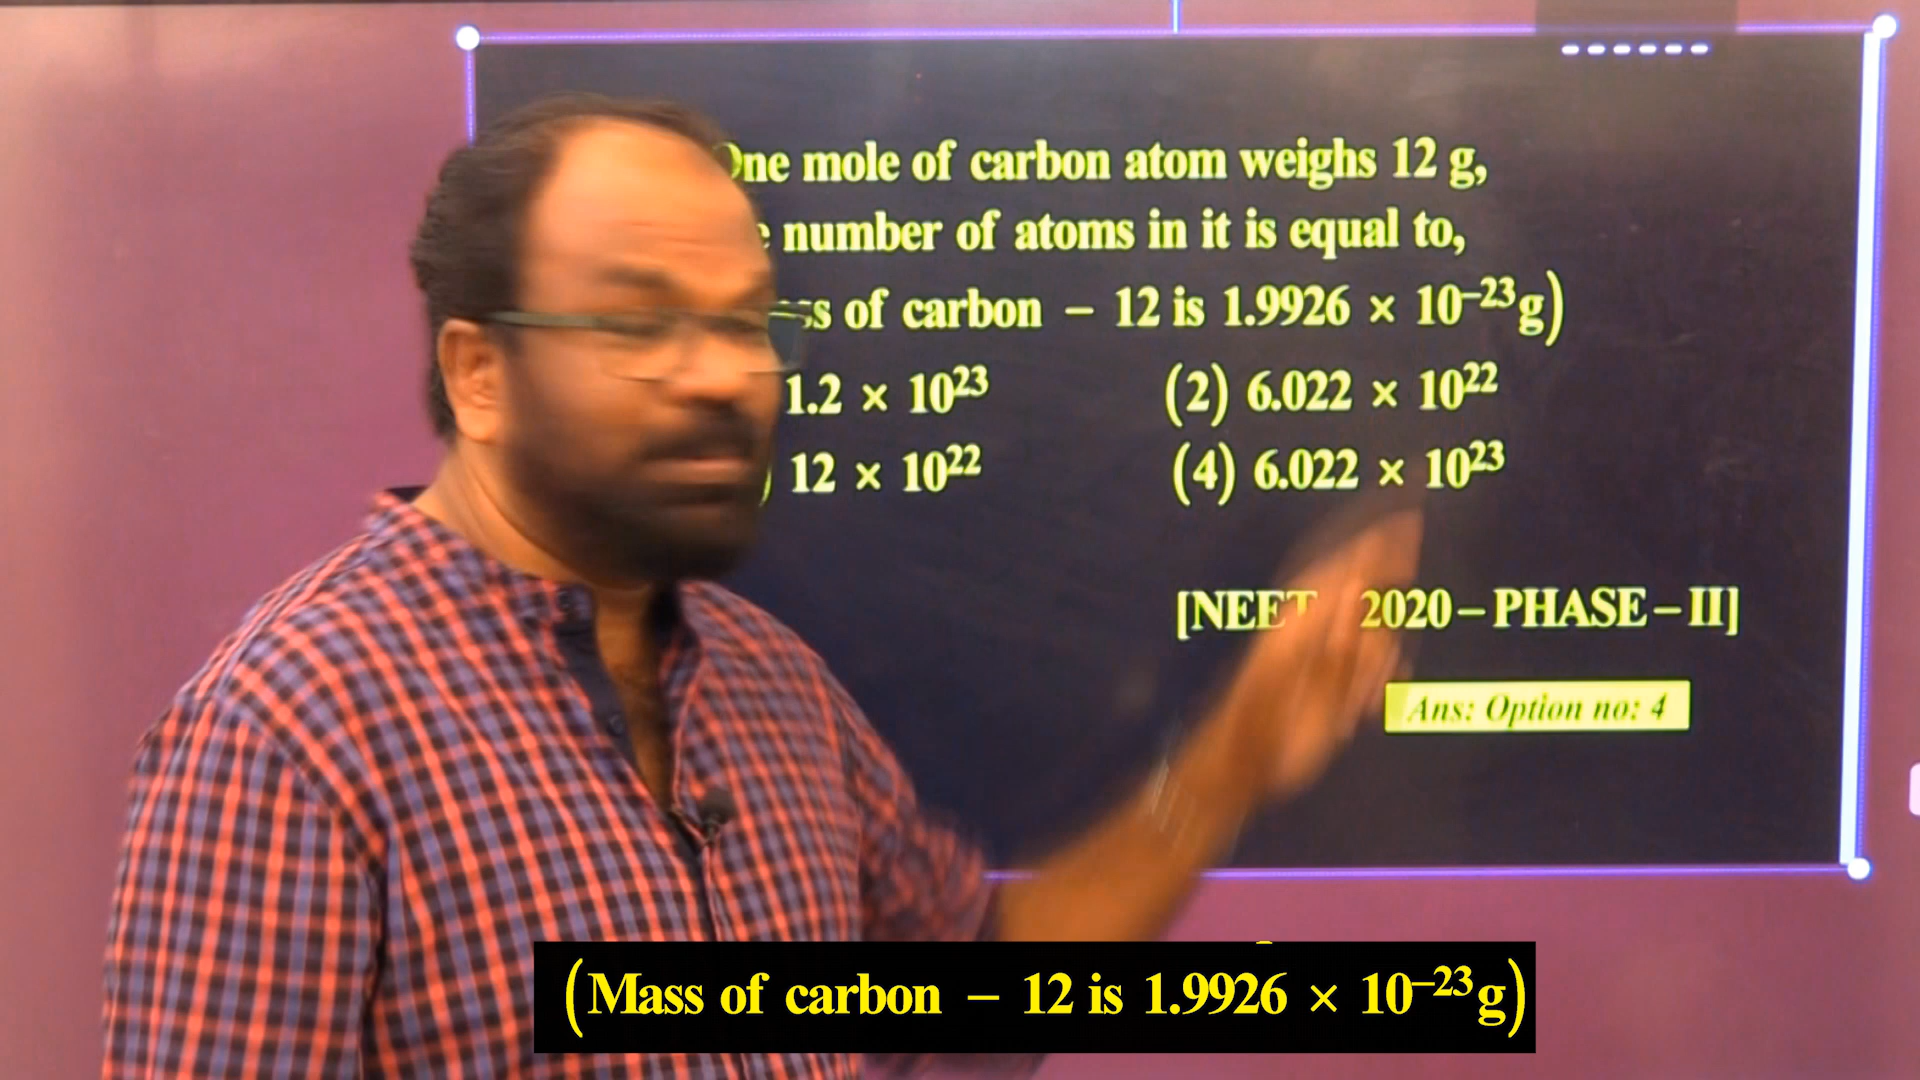 One mole of carbon atom weighs 12 g,
number of atoms in it is equal to,
of carbon – 12 is 1.9926 × 10⁻²³g)
1.2 × 10²³ (2) 6.022 × 10²²
) 12 × 10²² (4) 6.022 × 10²³
[NEET 2020 – PHASE – II]
Ans: Option no: 4
(Mass of carbon – 12 is 1.9926 × 10⁻²³g)